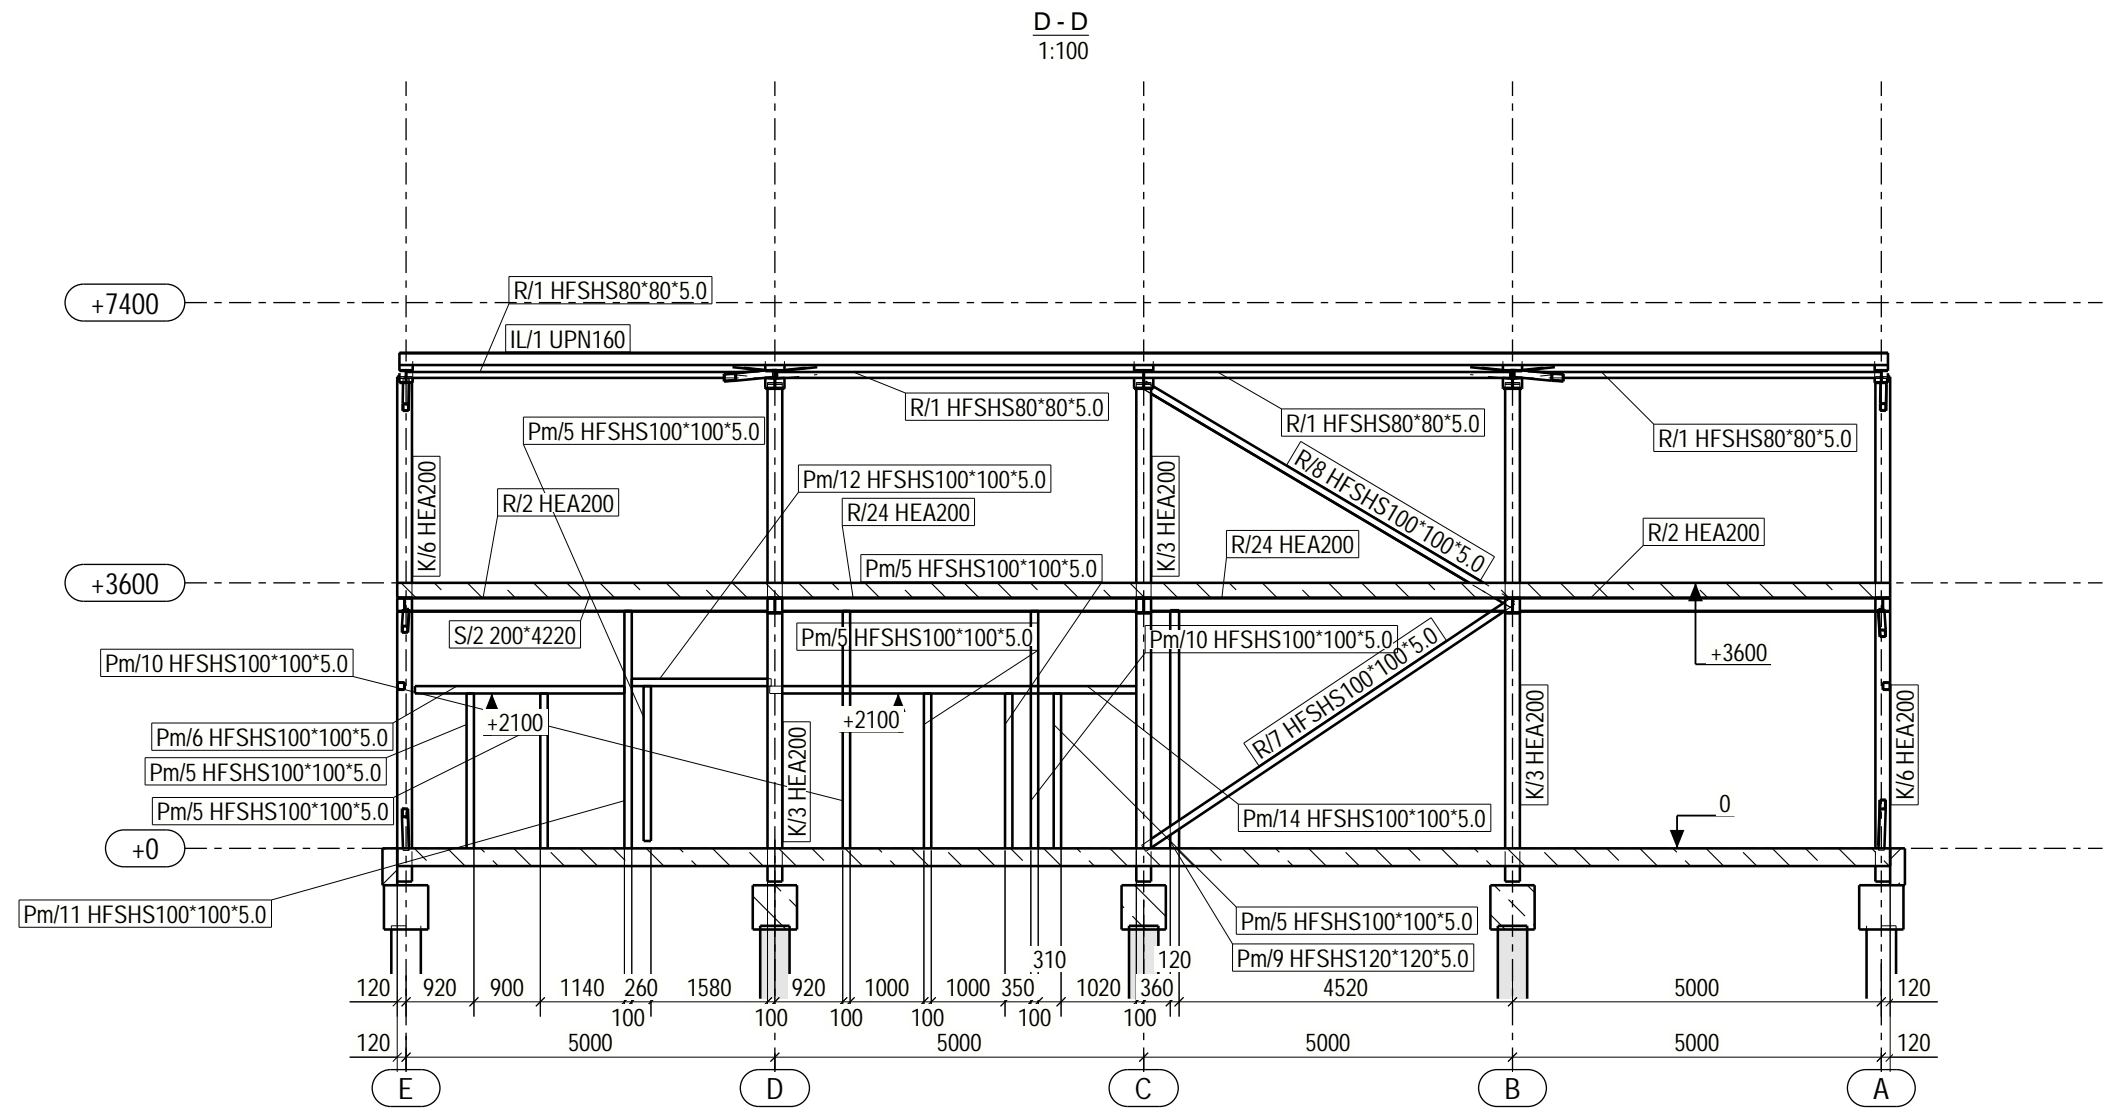 D - D
1:100
R/1 HFSHS80*80*5.0
+7400
IL/1 UPN160
R/1 HFSHS80*80*5.0
R/1 HFSHS80*80*5.0
Pm/5 HFSHS100*100*5.0
R/1 HFSHS80*80*5.0
R/8 HFSHS100*100*5.0
Pm/12 HFSHS100*100*5.0
K/6 HEA200
R/2 HEA200
R/24 HEA200
K/3 HEA200
R/2 HEA200
R/24 HEA200
Pm/5 HFSHS100*100*5.0
+3600
S/2 200*4220
Pm/5 HFSHS100*100*5.0
Pm/10 HFSHS100*100*5.0
+3600
Pm/10 HFSHS100*100*5.0
R/7 HFSHS100*100*5.0
+2100
+2100
Pm/6 HFSHS100*100*5.0
K/3 HEA200
K/3 HEA200
K/6 HEA200
Pm/5 HFSHS100*100*5.0
Pm/5 HFSHS100*100*5.0
0
Pm/14 HFSHS100*100*5.0
+0
Pm/11 HFSHS100*100*5.0
Pm/5 HFSHS100*100*5.0
Pm/9 HFSHS120*120*5.0
310
120
120 920 900 1140 260 1580 920 1000 1000 350 1020 360 4520 5000 120
100 100 100 100 100 100
120 5000 5000 5000 5000 120
E D C B A